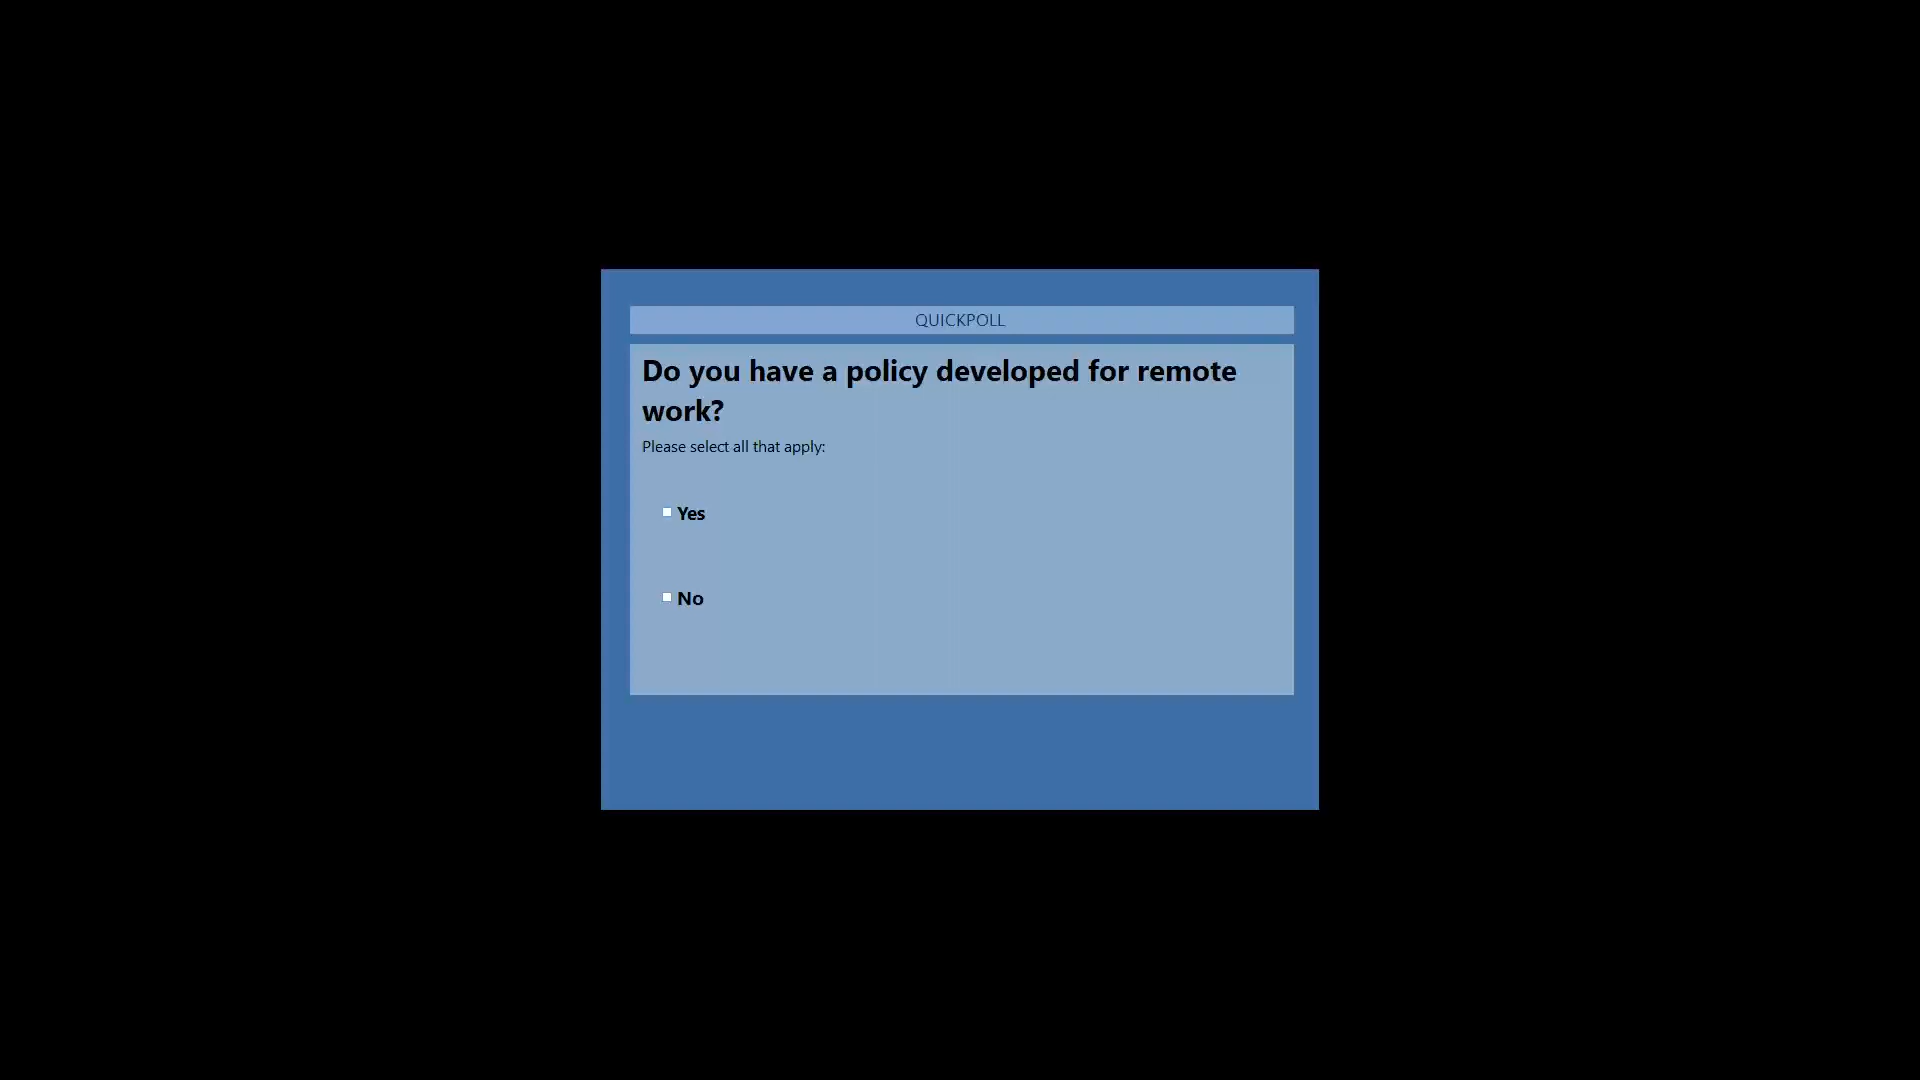 QUICKPOLL
Do you have a policy developed for remote
work?
Please select all that apply:
Yes
No